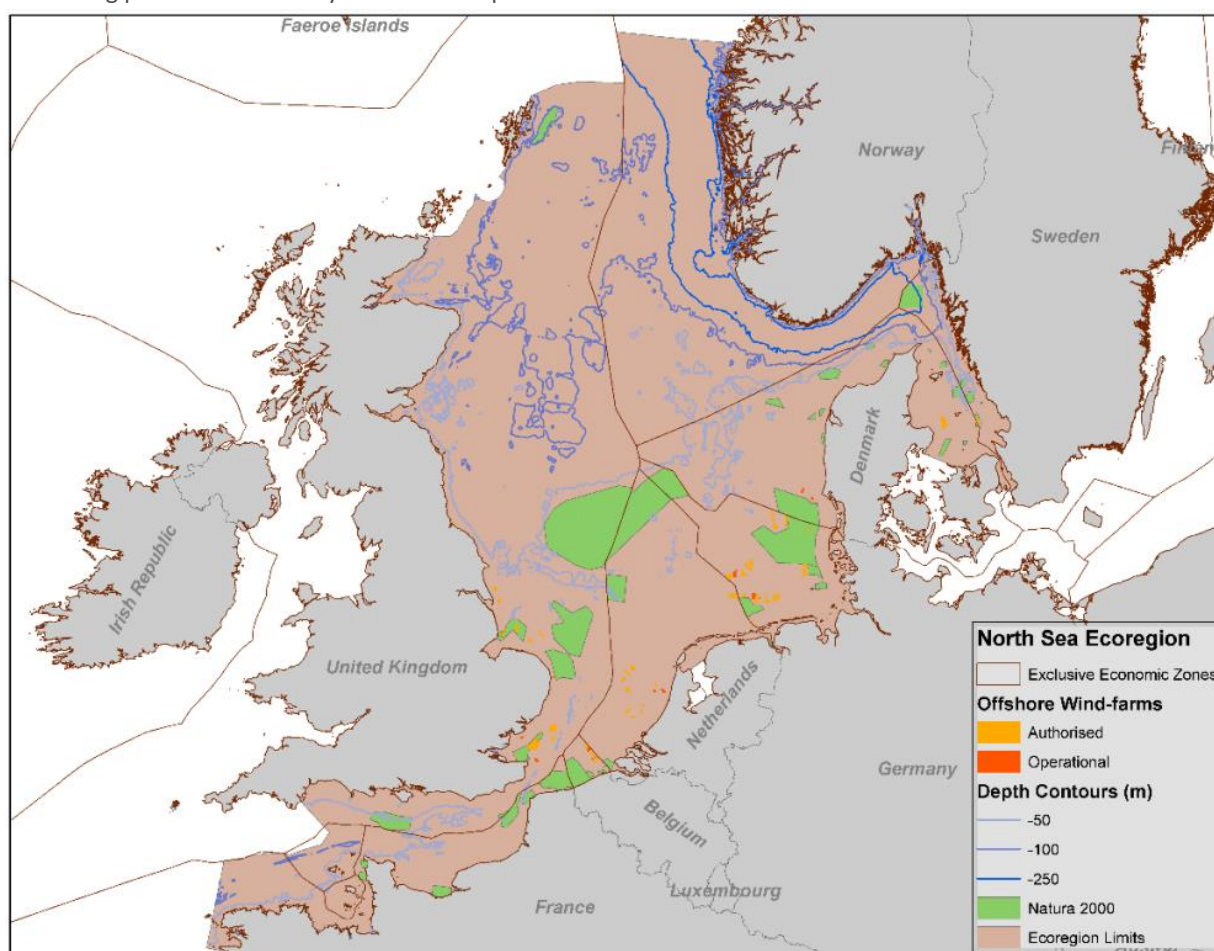 Faeroe Islands
Norway
Finlan
Sweden
Denmark
Irish Republic
United Kingdom
Netherlands
Germany
Belgium
Luxembourg
France
North Sea Ecoregion
Exclusive Economic Zones
Offshore Wind-farms
Authorised
Operational
Depth Contours (m)
-50
-100
-250
Natura 2000
Ecoregion Limits